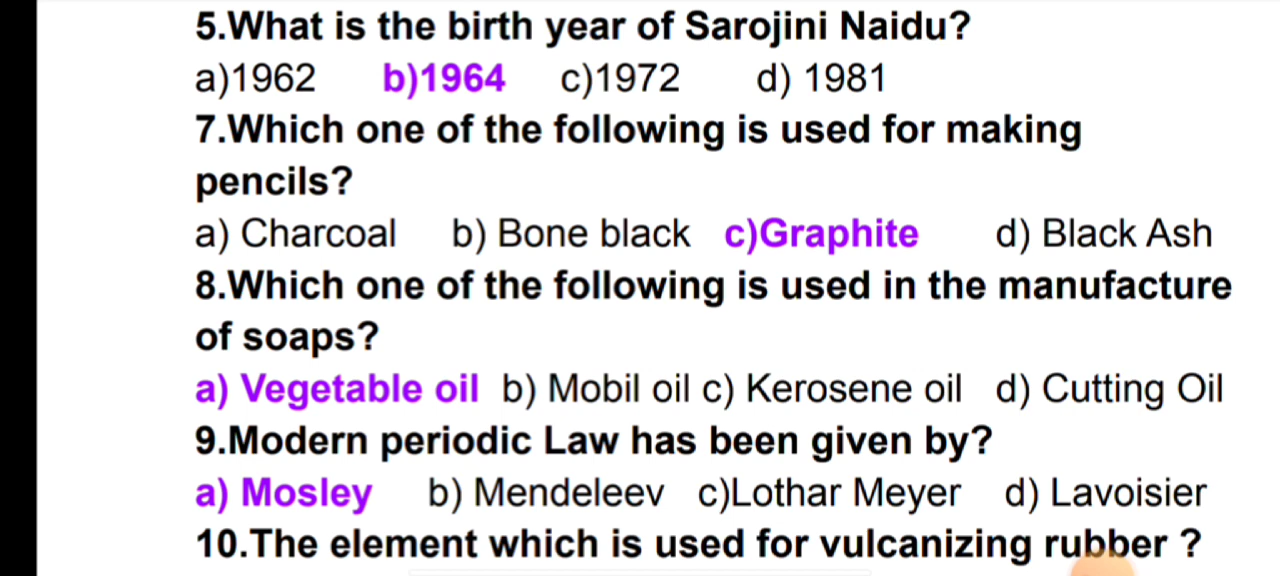 5.What is the birth year of Sarojini Naidu?
a)1962 b)1964 c)1972 d) 1981
7.Which one of the following is used for making
pencils?
a) Charcoal b) Bone black c)Graphite d) Black Ash
8.Which one of the following is used in the manufacture
of soaps?
a) Vegetable oil b) Mobil oil c) Kerosene oil d) Cutting Oil
9.Modern periodic Law has been given by?
a) Mosley b) Mendeleev c)Lothar Meyer d) Lavoisier
10.The element which is used for vulcanizing rubber ?